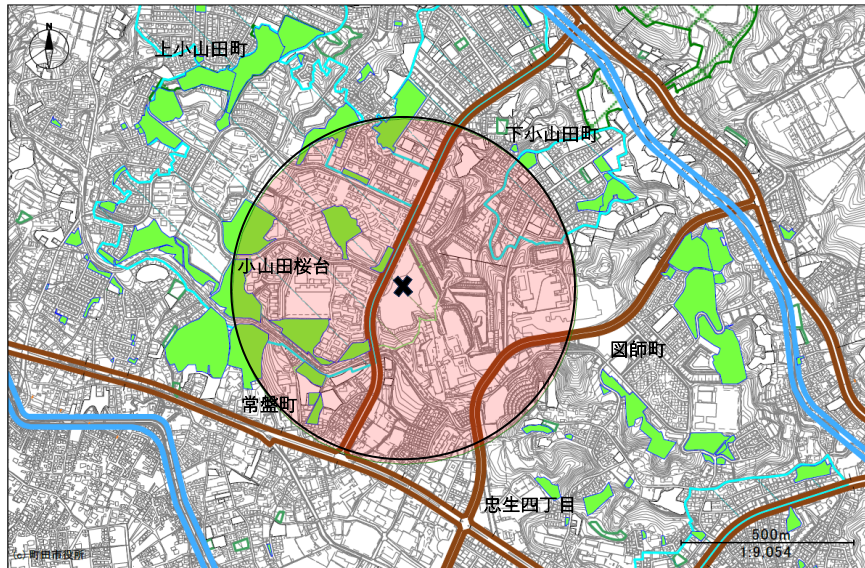 N
上小山田町
下小山田町
小山田桜台
図師町
常盤町
忠生四丁目
500m
1:9,054
(c) 町田市役所